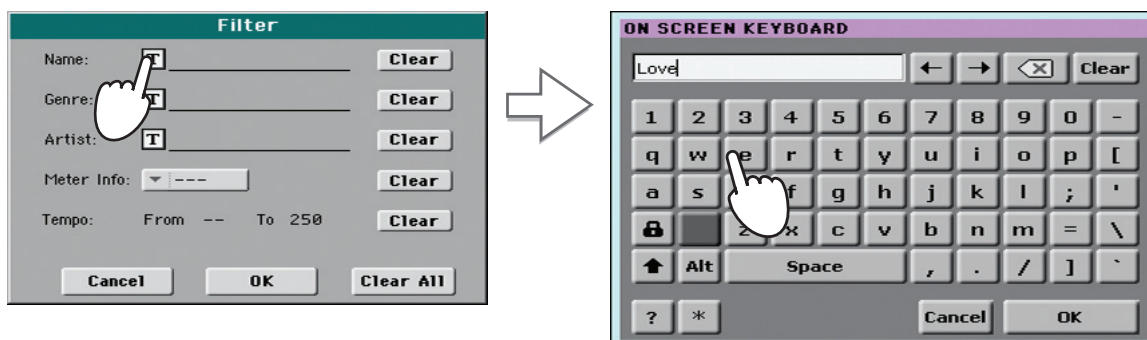 Filter
Name: T Clear
Genre: T Clear
Artist: T Clear
Meter Info: --- Clear
Tempo: From -- To 250 Clear
Cancel OK Clear All
ON SCREEN KEYBOARD
Love ← → Clear
1 2 3 4 5 6 7 8 9 0 -
q w e r t y u i o p [
a s f g h j k l ; '
z x c v b n m = \
Alt Space , . / ] `
? * Cancel OK